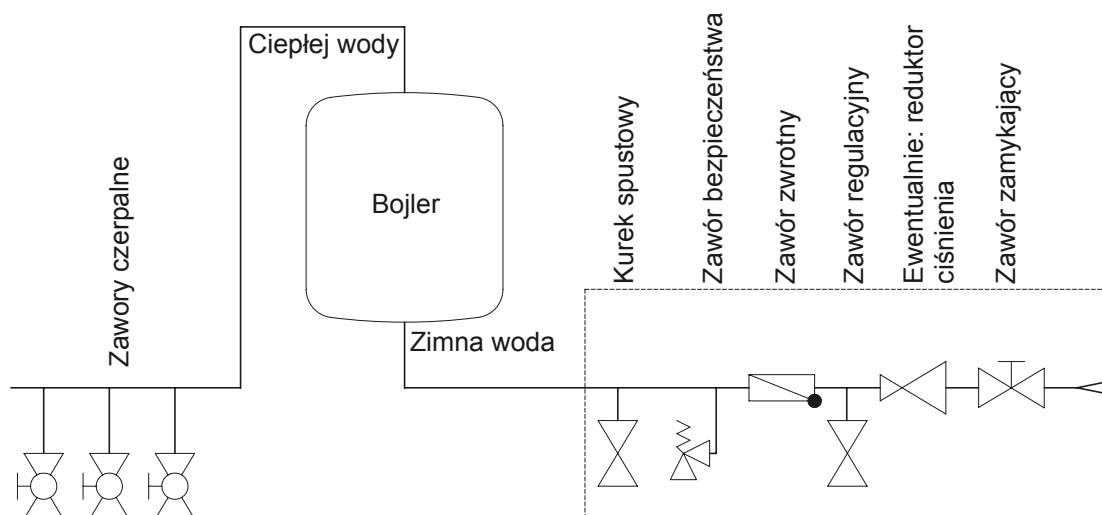 Ciepłej wody
Bojler
Zimna woda
Zawory czerpalne
Kurek spustowy
Zawór bezpieczeństwa
Zawór zwrotny
Zawór regulacyjny
Ewentualnie: reduktor
ciśnienia
Zawór zamykający